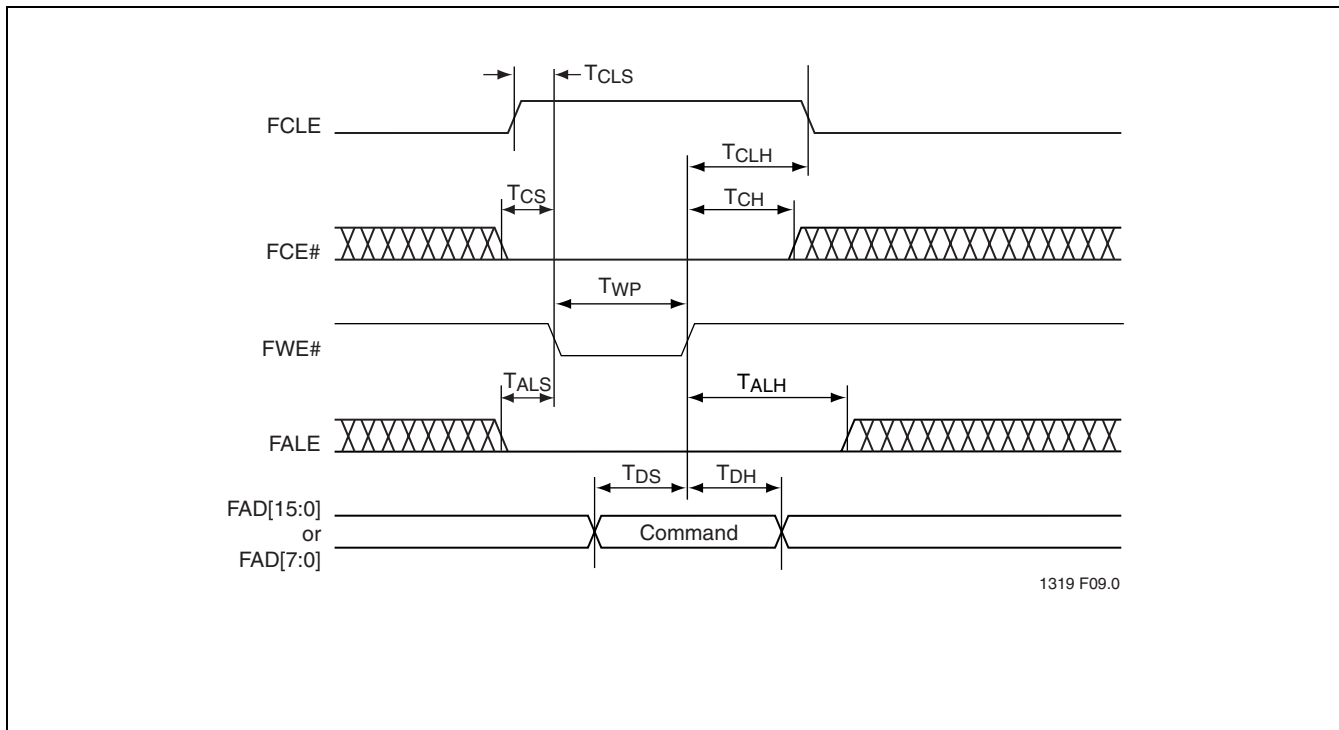 TCLS
FCLE
TCLH
TCS
TCH
FCE#
TWP
FWE#
TALS
TALH
FALE
TDS
TDH
FAD[15:0]
or
FAD[7:0]
Command
1319 F09.0